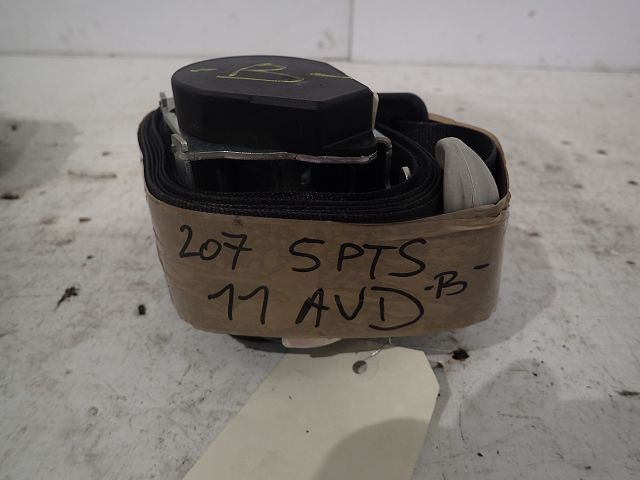 -B-
207 5PTS
11 AVD -B-